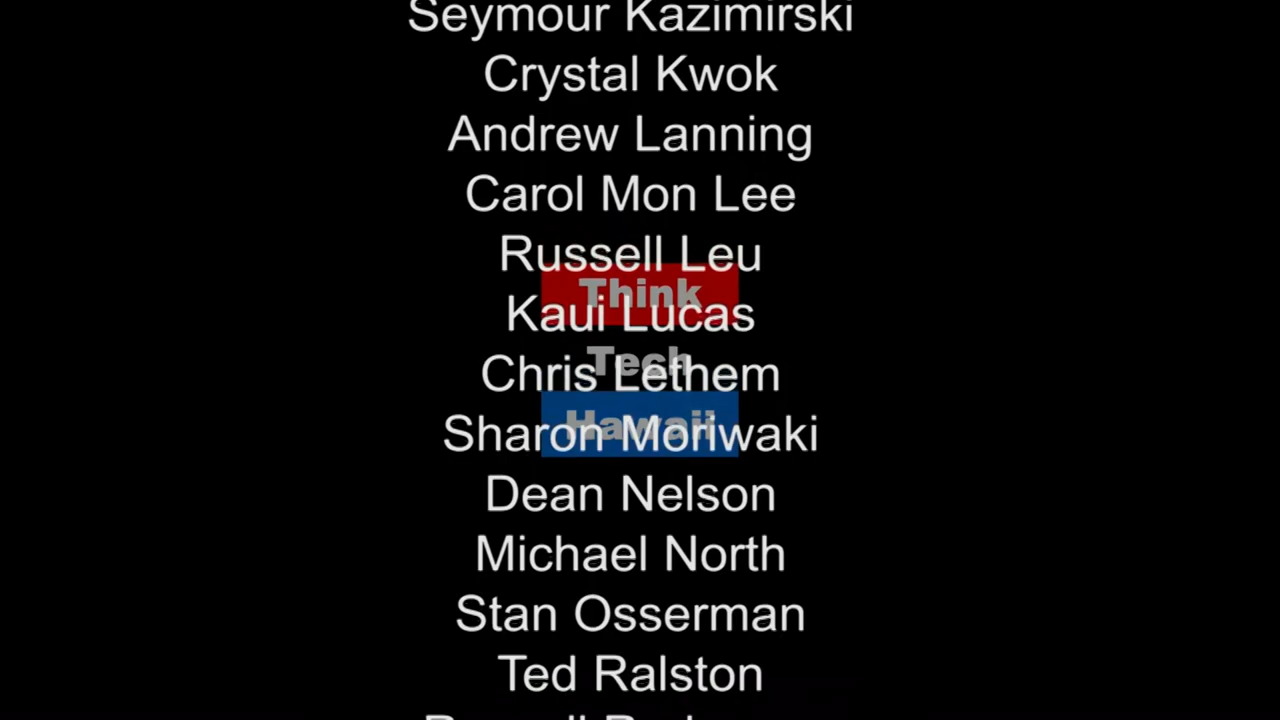 Seymour Kazimirski
Crystal Kwok
Andrew Lanning
Carol Mon Lee
Russell Leu
Think
Kaui Lucas
Tech
Chris Lethem
Hawaii
Sharon Moriwaki
Dean Nelson
Michael North
Stan Osserman
Ted Ralston